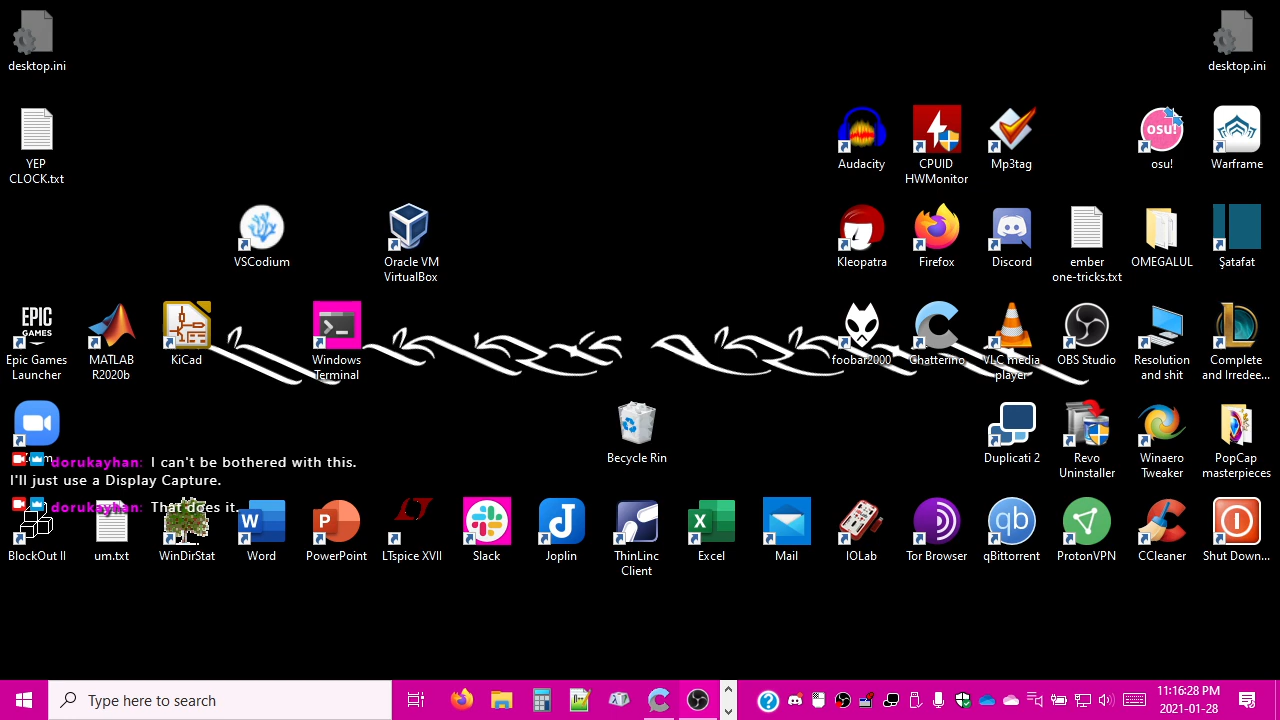 desktop.ini
desktop.ini
YEP
CLOCK.txt
Audacity
CPUID
HWMonitor
Mp3tag
osu!
osu!
Warframe
VSCodium
Oracle VM
VirtualBox
Kleopatra
Firefox
Discord
ember
one-tricks.txt
OMEGALUL
Şatafat
EPIC
GAMES
Epic Games
Launcher
MATLAB
R2020b
KiCad
Windows
Terminal
foobar2000
Chatterino
VLC media
player
OBS Studio
Resolution
and shit
Complete
and Irredee...
Becycle Rin
Duplicati 2
Revo
Uninstaller
Winaero
Tweaker
PopCap
masterpieces
dorukayhan: I can't be bothered with this.
I'll just use a Display Capture.
dorukayhan: That does it.
BlockOut II
um.txt
WinDirStat
W
Word
P
PowerPoint
LTspice XVII
Slack
J
Joplin
ThinLinc
Client
X
Excel
Mail
IOLab
Tor Browser
qb
qBittorrent
ProtonVPN
CCleaner
Shut Down...
Type here to search
11:16:28 PM
2021-01-28